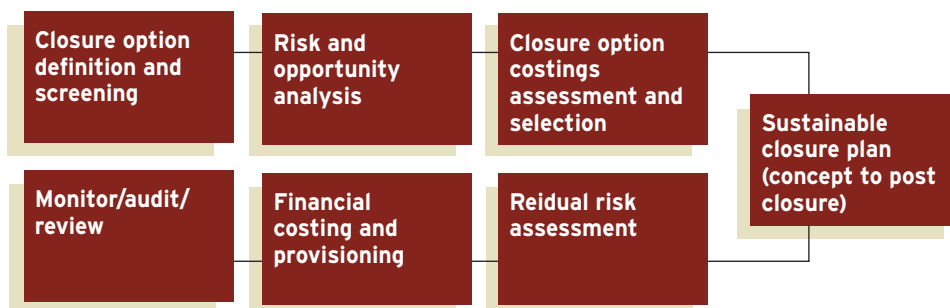 Closure option
definition and
screening
Risk and
opportunity
analysis
Closure option
costings
assessment and
selection
Sustainable
closure plan
(concept to post
closure)
Monitor/audit/
review
Financial
costing and
provisioning
Reidual risk
assessment